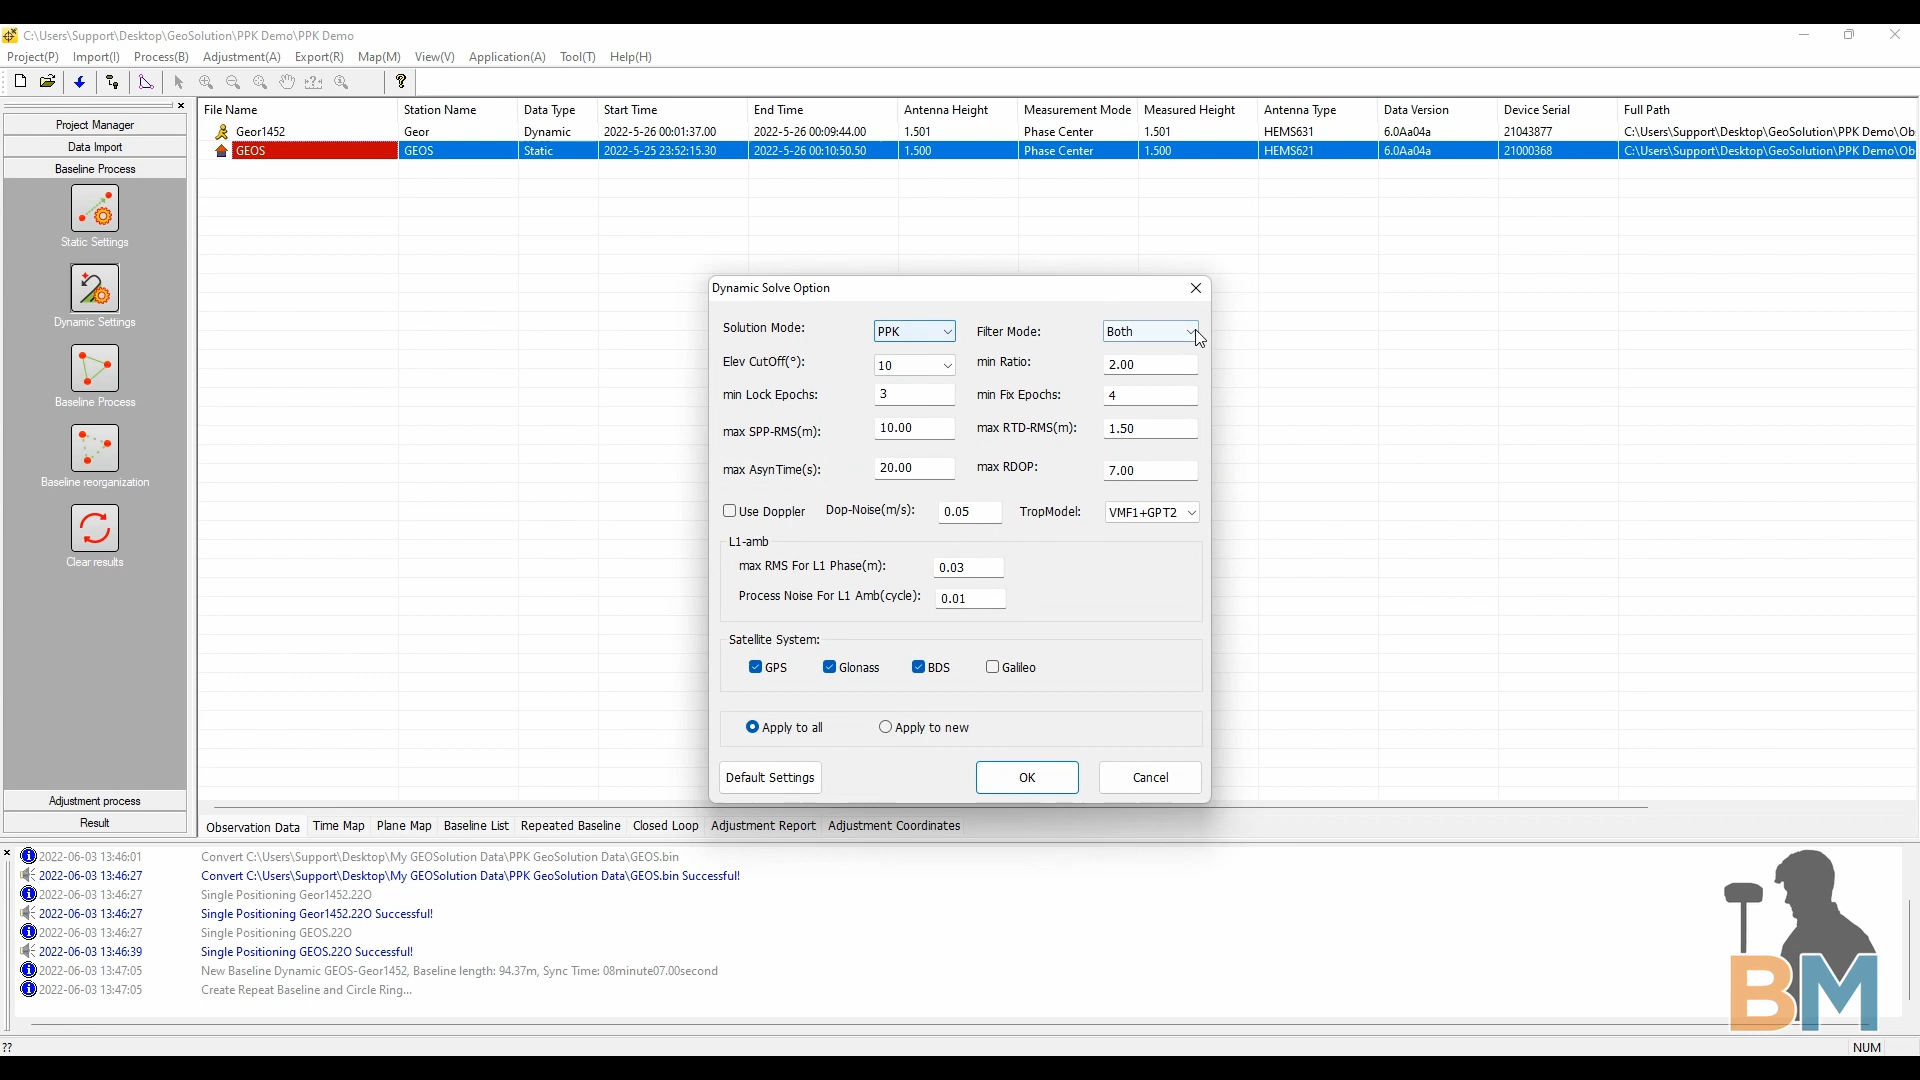 C:\Users\Support\Desktop\GeoSolution\PPK Demo\PPK Demo
Project(P) Import(I) Process(B) Adjustment(A) Export(R) Map(M) View(V) Application(A) Tool(T) Help(H)
File Name Station Name Data Type Start Time End Time Antenna Height Measurement Mode Measured Height Antenna Type Data Version Device Serial Full Path
Geor1452 Geor Dynamic 2022-5-26 00:01:37.00 2022-5-26 00:09:44.00 1.501 Phase Center 1.501 HEMS631 6.0Aa04a 21043877 C:\Users\Support\Desktop\GeoSolution\PPK Demo\Ob
GEOS GEOS Static 2022-5-25 23:52:15.30 2022-5-26 00:10:50.50 1.500 Phase Center 1.500 HEMS621 6.0Aa04a 21000368 C:\Users\Support\Desktop\GeoSolution\PPK Demo\Ob
Project Manager
Data Import
Baseline Process
Static Settings
Dynamic Settings
Baseline Process
Baseline reorganization
Clear results
Adjustment process
Result
Dynamic Solve Option
Solution Mode: PPK Filter Mode: Both
Elev CutOff(°): 10 min Ratio: 2.00
min Lock Epochs: 3 min Fix Epochs: 4
max SPP-RMS(m): 10.00 max RTD-RMS(m): 1.50
max AsynTime(s): 20.00 max RDOP: 7.00
Use Doppler Dop-Noise(m/s): 0.05 TropModel: VMF1+GPT2
L1-amb
max RMS For L1 Phase(m): 0.03
Process Noise For L1 Amb(cycle): 0.01
Satellite System:
GPS Glonass BDS Galileo
Apply to all Apply to new
Default Settings OK Cancel
Observation Data Time Map Plane Map Baseline List Repeated Baseline Closed Loop Adjustment Report Adjustment Coordinates
2022-06-03 13:46:01 Convert C:\Users\Support\Desktop\My GEOSolution Data\PPK GeoSolution Data\GEOS.bin
2022-06-03 13:46:27 Convert C:\Users\Support\Desktop\My GEOSolution Data\PPK GeoSolution Data\GEOS.bin Successful!
2022-06-03 13:46:27 Single Positioning Geor1452.22O
2022-06-03 13:46:27 Single Positioning Geor1452.22O Successful!
2022-06-03 13:46:27 Single Positioning GEOS.22O
2022-06-03 13:46:39 Single Positioning GEOS.22O Successful!
2022-06-03 13:47:05 New Baseline Dynamic GEOS-Geor1452, Baseline length: 94.37m, Sync Time: 08minute07.00second
2022-06-03 13:47:05 Create Repeat Baseline and Circle Ring...
BM
?? NUM